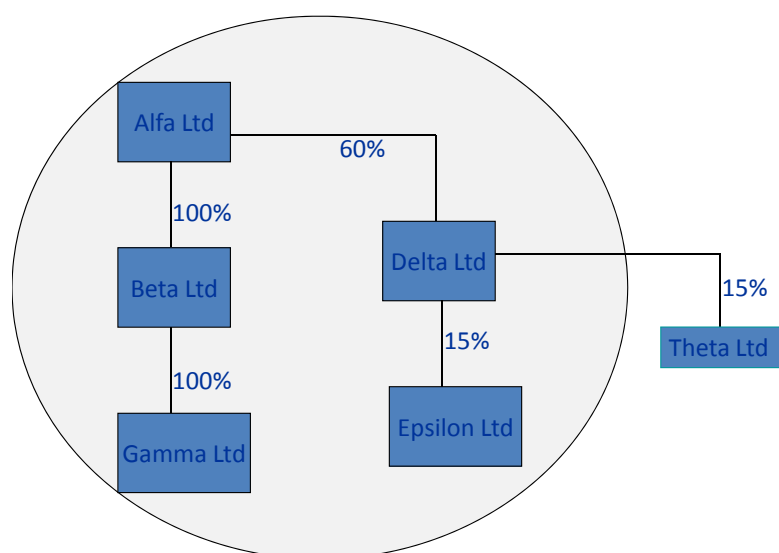 Alfa Ltd
60%
100%
Beta Ltd
Delta Ltd
15%
15%
Theta Ltd
100%
Gamma Ltd
Epsilon Ltd